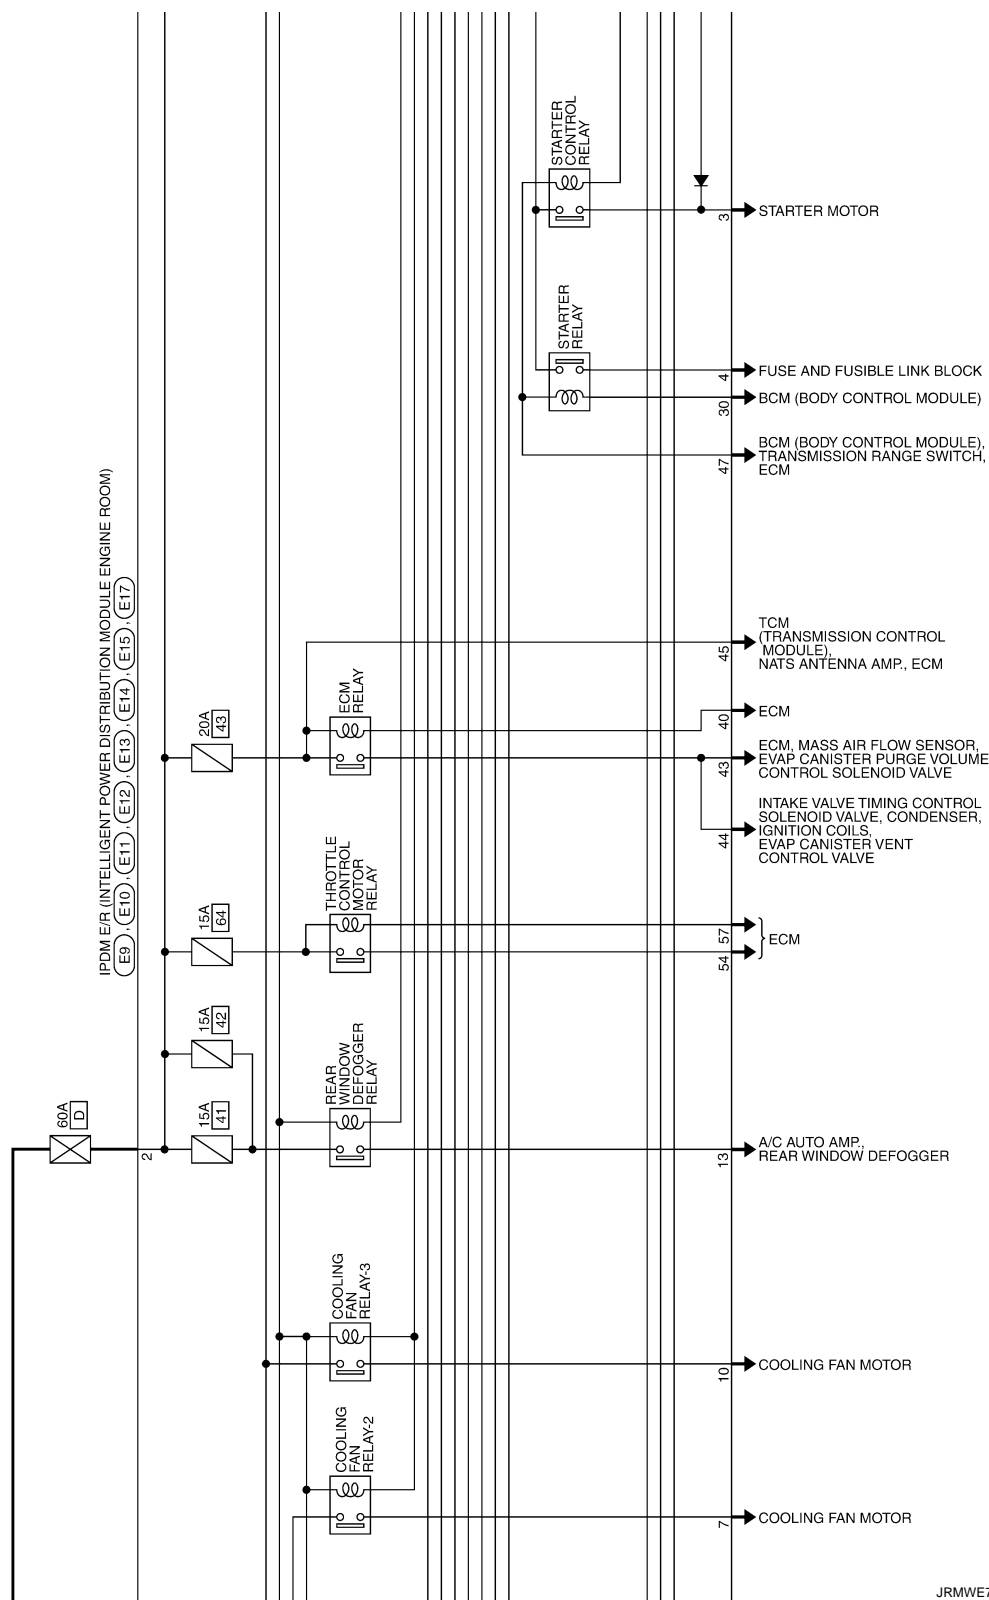 STARTER
CONTROL
RELAY
3
STARTER MOTOR
STARTER
RELAY
4
FUSE AND FUSIBLE LINK BLOCK
30
BCM (BODY CONTROL MODULE)
47
BCM (BODY CONTROL MODULE),
TRANSMISSION RANGE SWITCH,
ECM
IPDM E/R (INTELLIGENT POWER DISTRIBUTION MODULE ENGINE ROOM)
E9 , E10 , E11 , E12 , E13 , E14 , E15 , E17
45
TCM
(TRANSMISSION CONTROL
MODULE),
NATS ANTENNA AMP., ECM
20A
43
ECM
RELAY
40
ECM
43
ECM, MASS AIR FLOW SENSOR,
EVAP CANISTER PURGE VOLUME
CONTROL SOLENOID VALVE
44
INTAKE VALVE TIMING CONTROL
SOLENOID VALVE, CONDENSER,
IGNITION COILS,
EVAP CANISTER VENT
CONTROL VALVE
15A
64
THROTTLE
CONTROL
MOTOR
RELAY
57
54
ECM
15A
42
60A
D
2
15A
41
REAR
WINDOW
DEFOGGER
RELAY
13
A/C AUTO AMP.,
REAR WINDOW DEFOGGER
COOLING
FAN
RELAY-3
10
COOLING FAN MOTOR
COOLING
FAN
RELAY-2
7
COOLING FAN MOTOR
JRMWE7